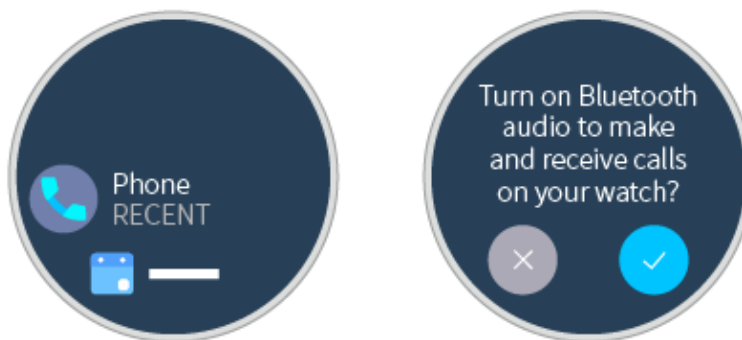 Phone
RECENT
Turn on Bluetooth
audio to make
and receive calls
on your watch?